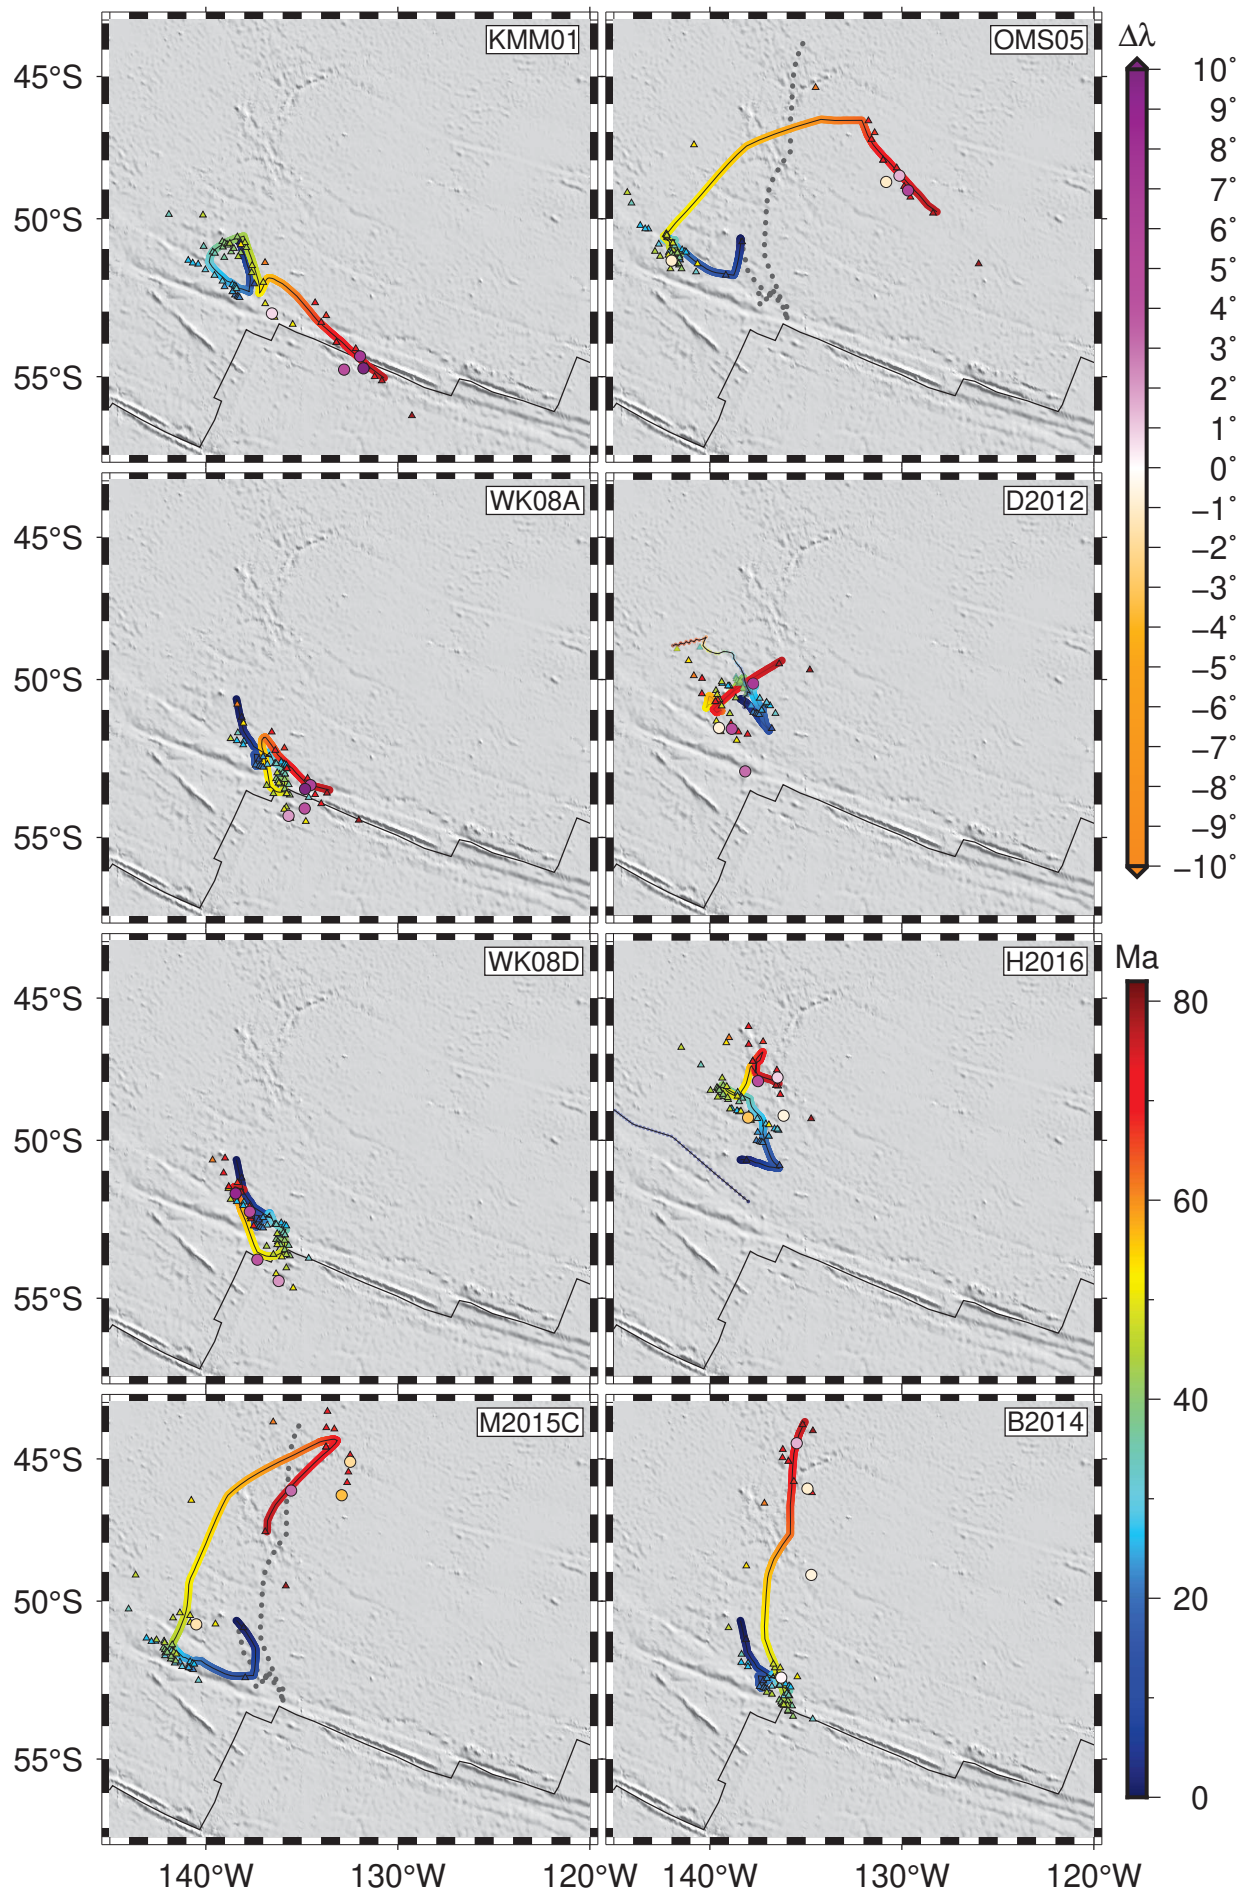 KMM01
OMS05
Δλ
45°S
50°S
55°S
10°
9°
8°
7°
6°
5°
4°
3°
2°
1°
0°
−1°
−2°
−3°
−4°
−5°
−6°
−7°
−8°
−9°
−10°
WK08A
D2012
45°S
50°S
55°S
WK08D
H2016
Ma
45°S
50°S
55°S
80
60
40
20
0
M2015C
B2014
45°S
50°S
55°S
140°W
130°W
120°W
140°W
130°W
120°W